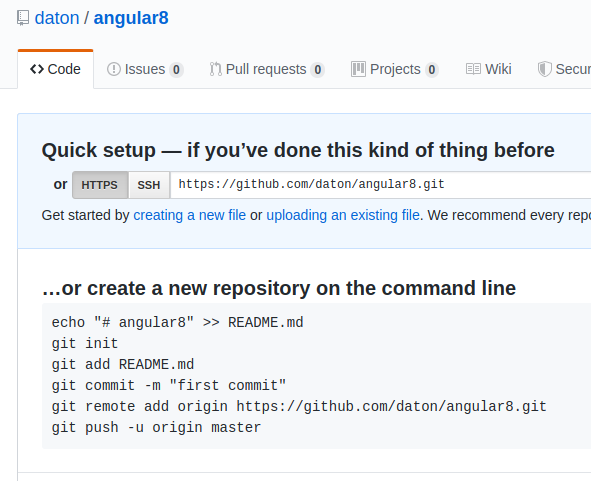 daton / angular8
Code Issues 0 Pull requests 0 Projects 0 Wiki
Quick setup — if you’ve done this kind of thing before
or HTTPS SSH https://github.com/daton/angular8.git
Get started by creating a new file or uploading an existing file. We recommend every
…or create a new repository on the command line
echo "# angular8" >> README.md
git init
git add README.md
git commit -m "first commit"
git remote add origin https://github.com/daton/angular8.git
git push -u origin master